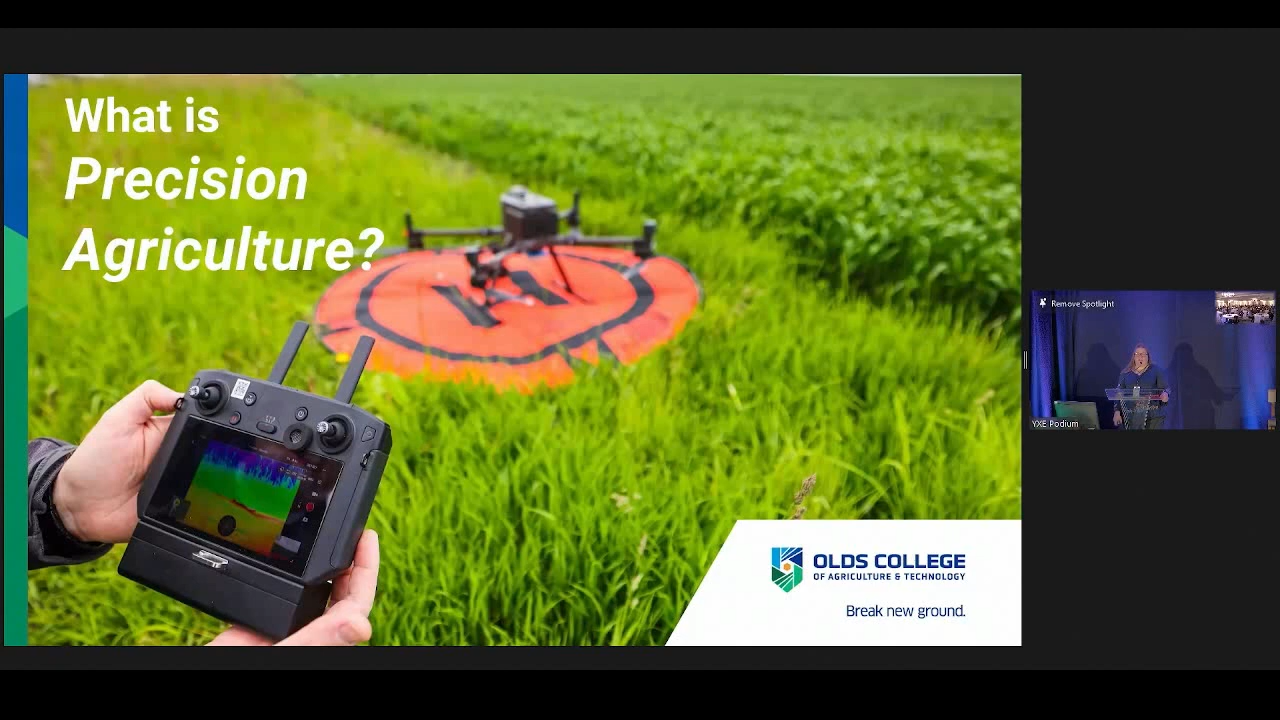 What is
Precision
Agriculture?
OLDS COLLEGE
OF AGRICULTURE & TECHNOLOGY
Break new ground.
Remove Spotlight
YXE Podium